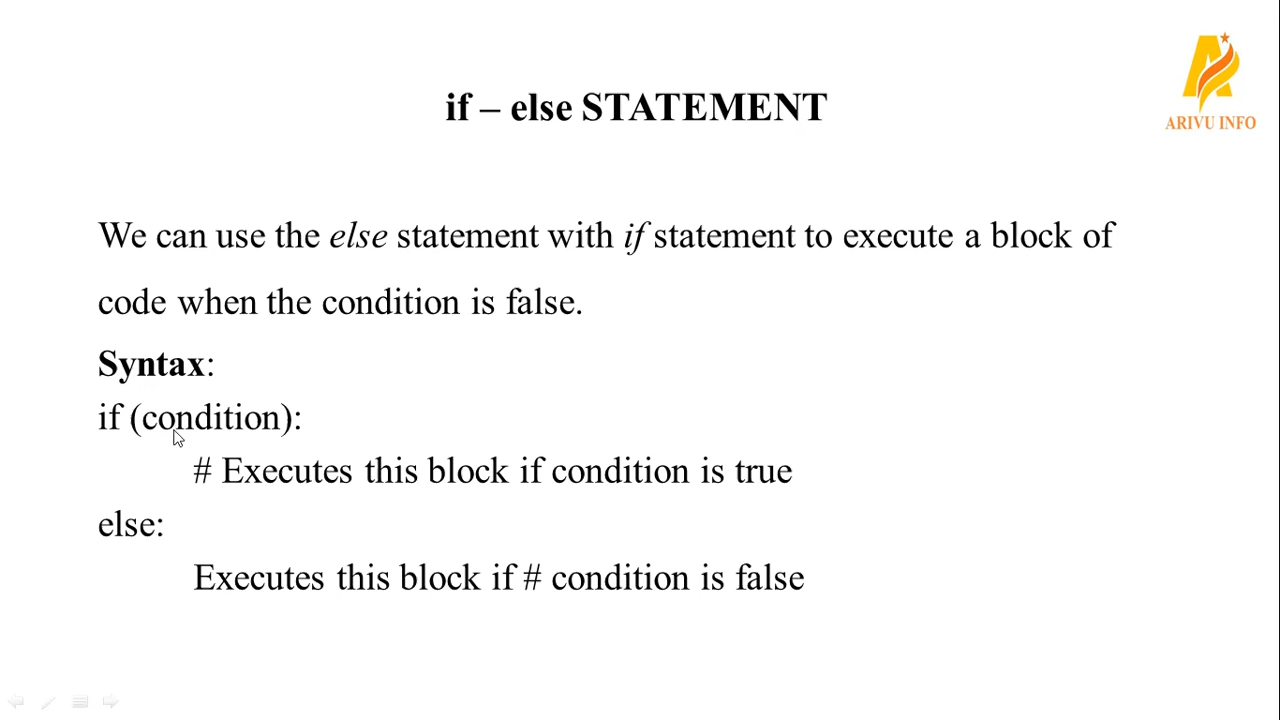 ARIVU INFO
if – else STATEMENT
We can use the else statement with if statement to execute a block of
code when the condition is false.
Syntax:
if (condition):
# Executes this block if condition is true
else:
Executes this block if # condition is false